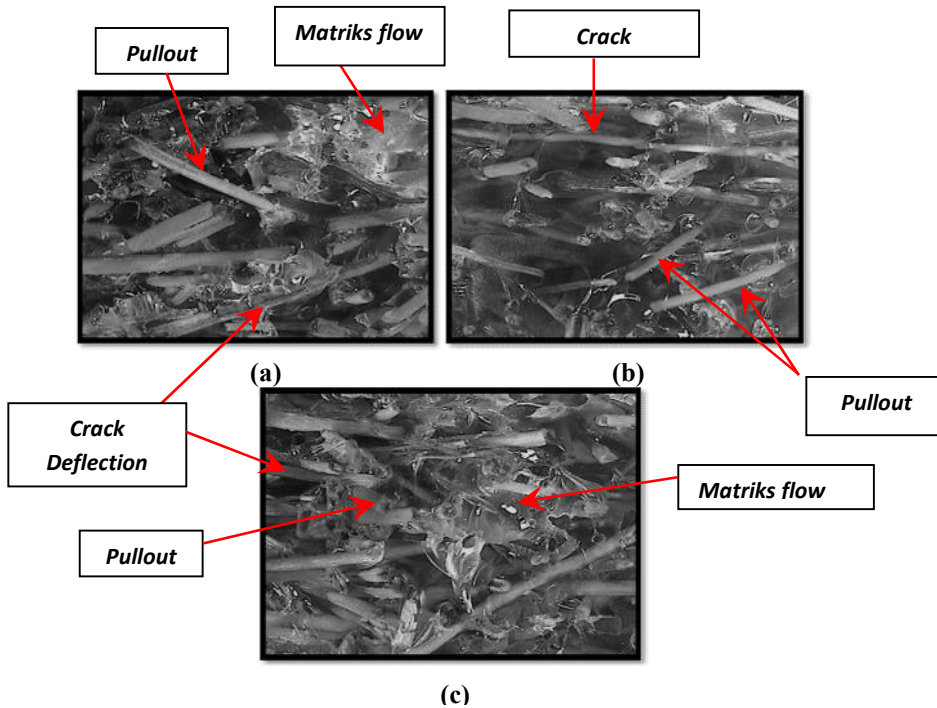 Pullout
Matriks flow
Crack
(a)
(b)
Crack
Deflection
Pullout
Matriks flow
Pullout
(c)